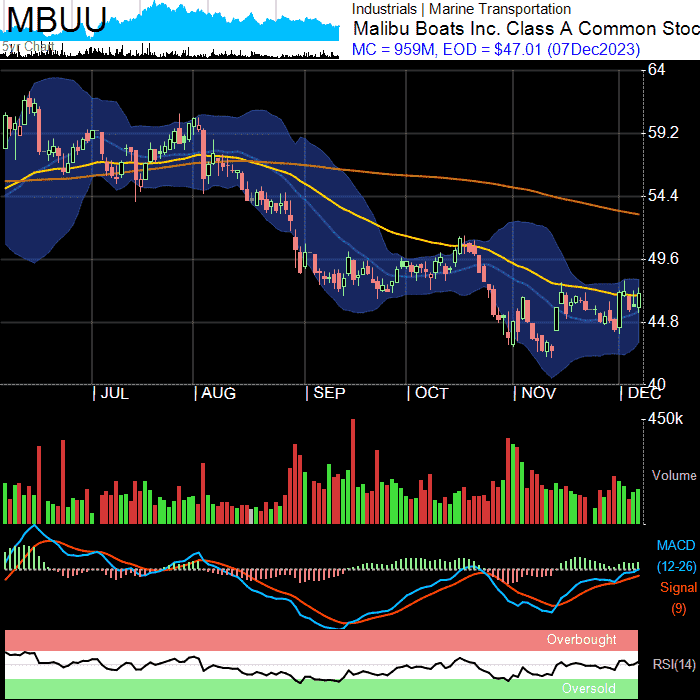 MBUU
5yr Chart
Industrials | Marine Transportation
Malibu Boats Inc. Class A Common Stoc
MC = 959M, EOD = $47.01 (07Dec2023)
64
59.2
54.4
49.6
44.8
40
| JUL
| AUG
| SEP
| OCT
| NOV
| DEC
450k
Volume
MACD
(12-26)
Signal
(9)
Overbought
RSI(14)
Oversold